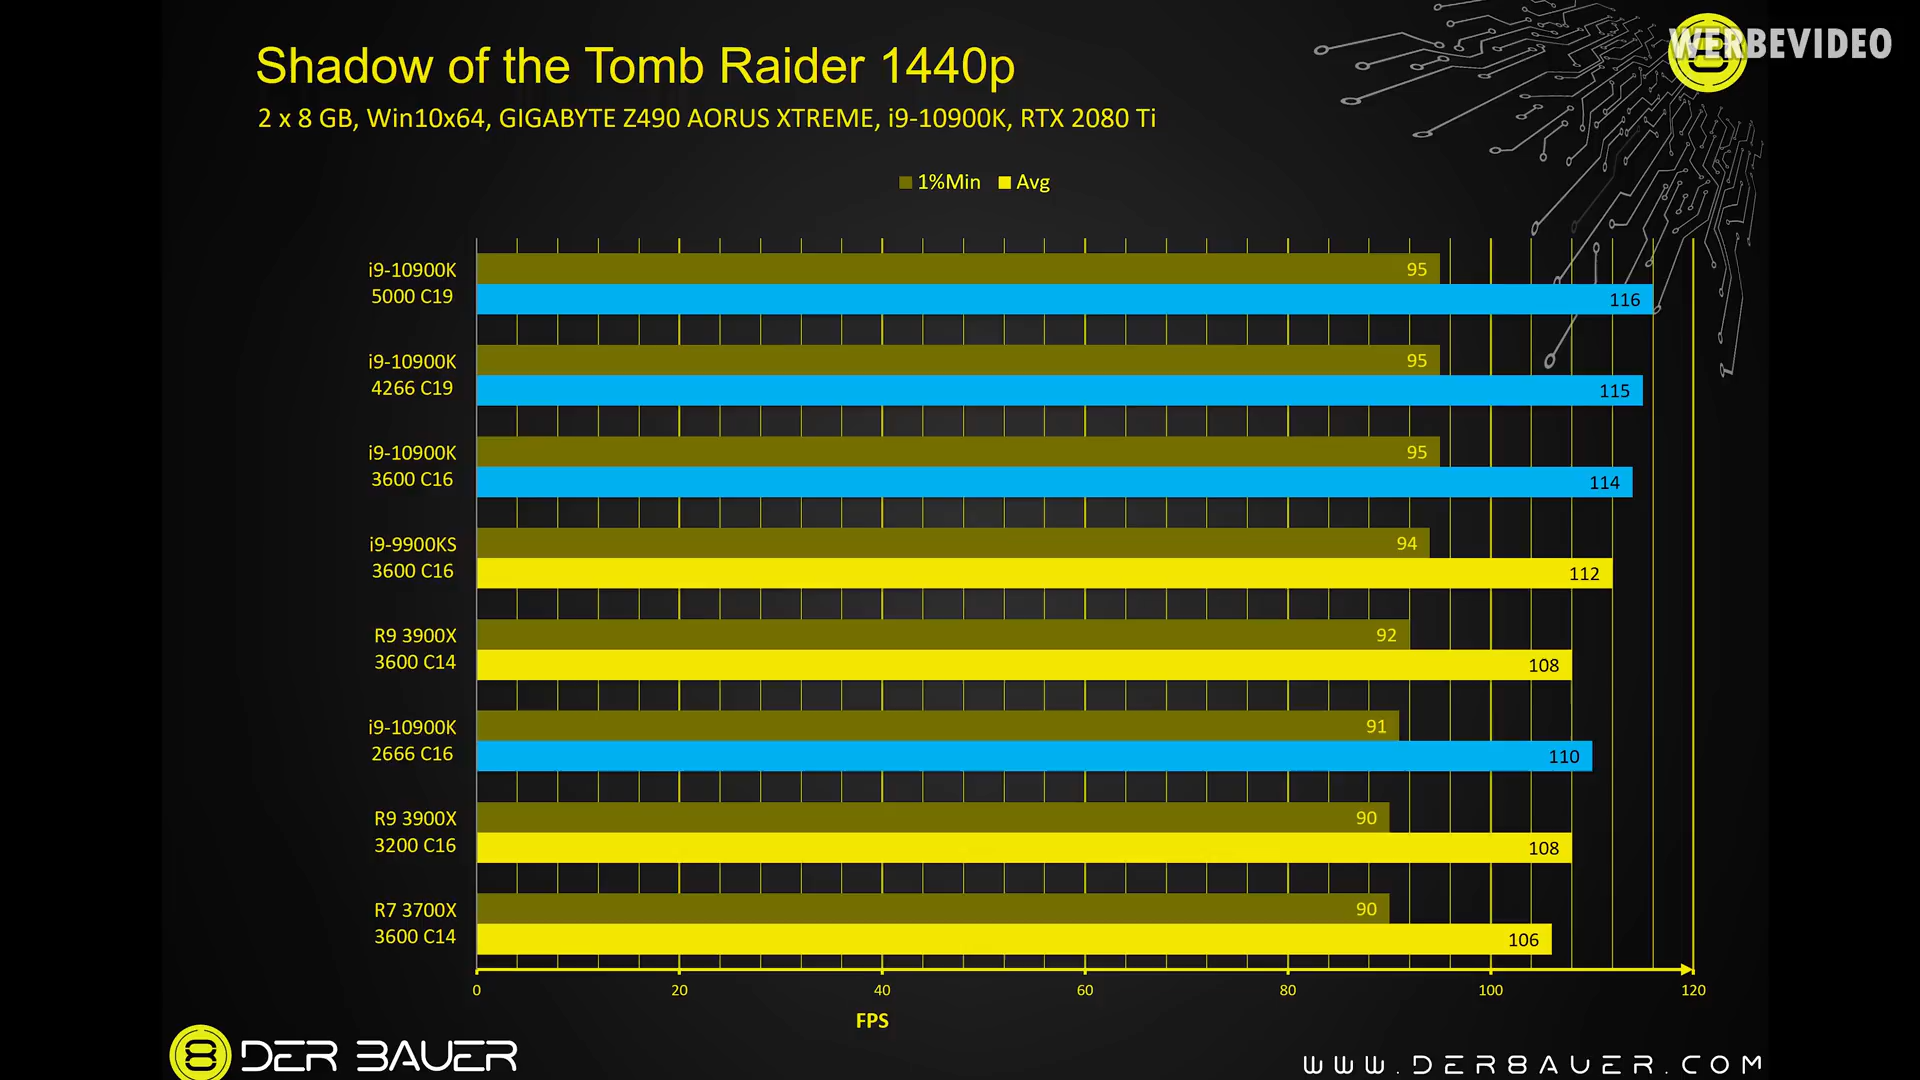 WERBEVIDEO
Shadow of the Tomb Raider 1440p
2 x 8 GB, Win10x64, GIGABYTE Z490 AORUS XTREME, i9-10900K, RTX 2080 Ti
1%Min Avg
i9-10900K
5000 C19
95
116
i9-10900K
4266 C19
95
115
i9-10900K
3600 C16
95
114
i9-9900KS
3600 C16
94
112
R9 3900X
3600 C14
92
108
i9-10900K
2666 C16
91
110
R9 3900X
3200 C16
90
108
R7 3700X
3600 C14
90
106
0 20 40 60 80 100 120
FPS
8 DER BAUER
WWW.DER8AUER.COM